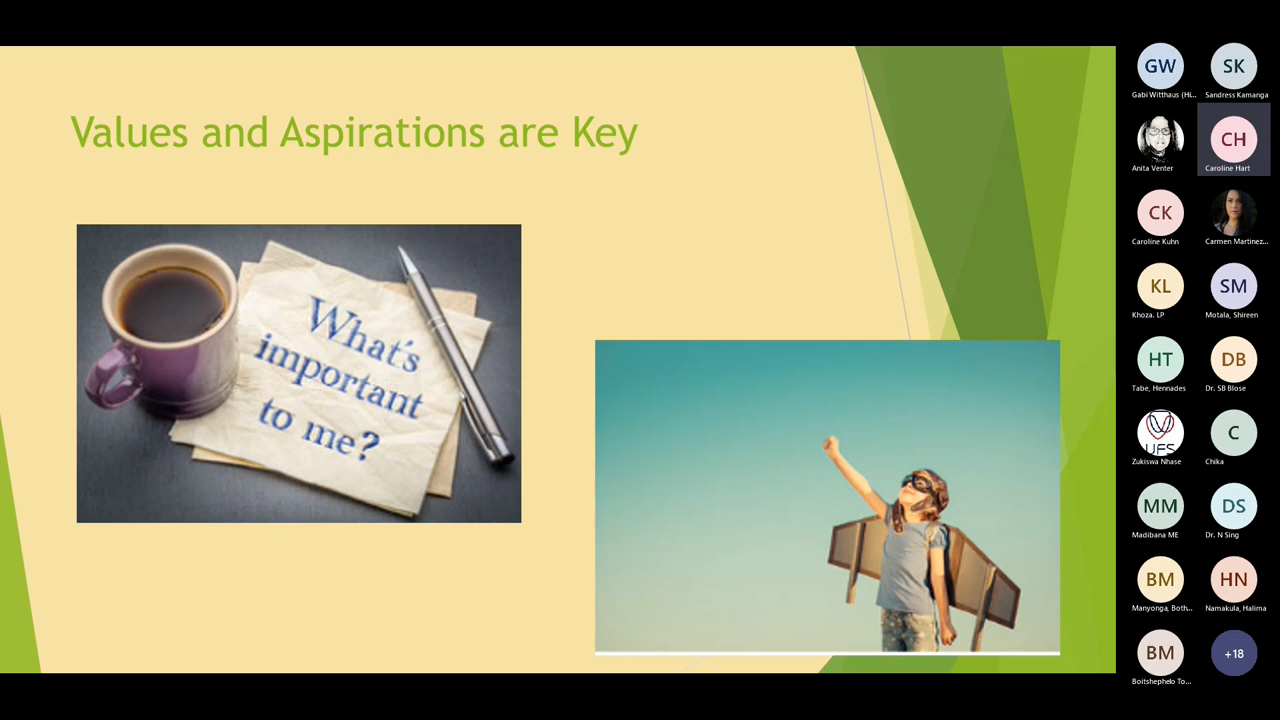 Values and Aspirations are Key
What's
important
to me?
GW
Gabi Witthaus (Hi...
SK
Sandress Kamanga
Anita Venter
CH
Caroline Hart
CK
Caroline Kuhn
Carmen Martinez...
KL
Khoza. LP
SM
Motala, Shireen
HT
Tabe, Hennades
DB
Dr. SB Blose
UFS
Zukiswa Nhase
C
Chika
MM
Madibana ME
DS
Dr. N Sing
BM
Manyonga, Both...
HN
Namakula, Halima
BM
Boitshephelo To...
+18